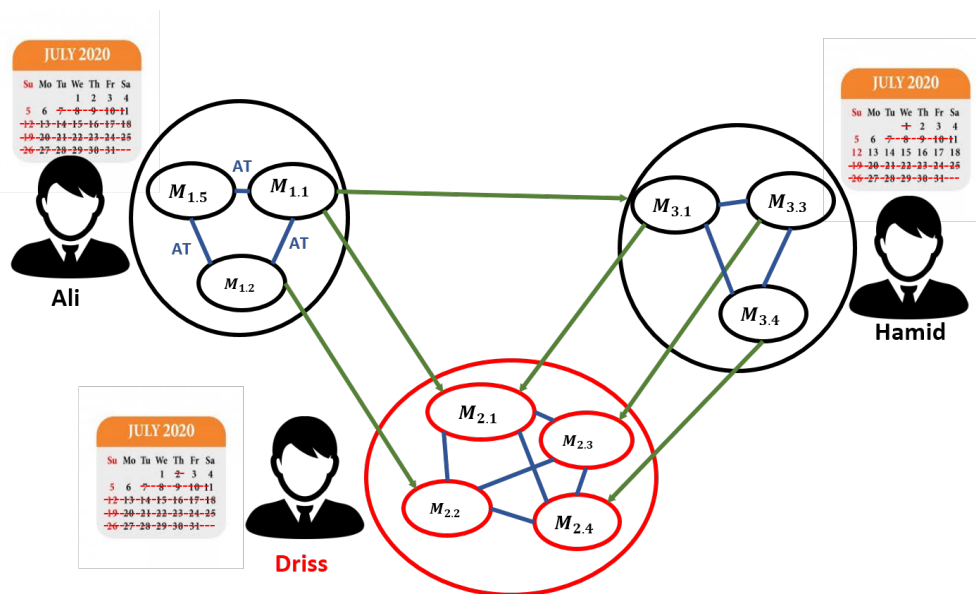 JULY 2020
Su Mo Tu We Th Fr Sa
1 2 3 4
5 6 7 8 9 10 11
12 13 14 15 16 17 18
19 20 21 22 23 24 25
26 27 28 29 30 31
Ali
AT
M1.5
M1.1
AT
AT
M1.2
JULY 2020
Su Mo Tu We Th Fr Sa
1 2 3 4
5 6 7 8 9 10 11
12 13 14 15 16 17 18
19 20 21 22 23 24 25
26 27 28 29 30 31
Hamid
M3.1
M3.3
M3.4
JULY 2020
Su Mo Tu We Th Fr Sa
1 2 3 4
5 6 7 8 9 10 11
12 13 14 15 16 17 18
19 20 21 22 23 24 25
26 27 28 29 30 31
Driss
M2.1
M2.3
M2.2
M2.4